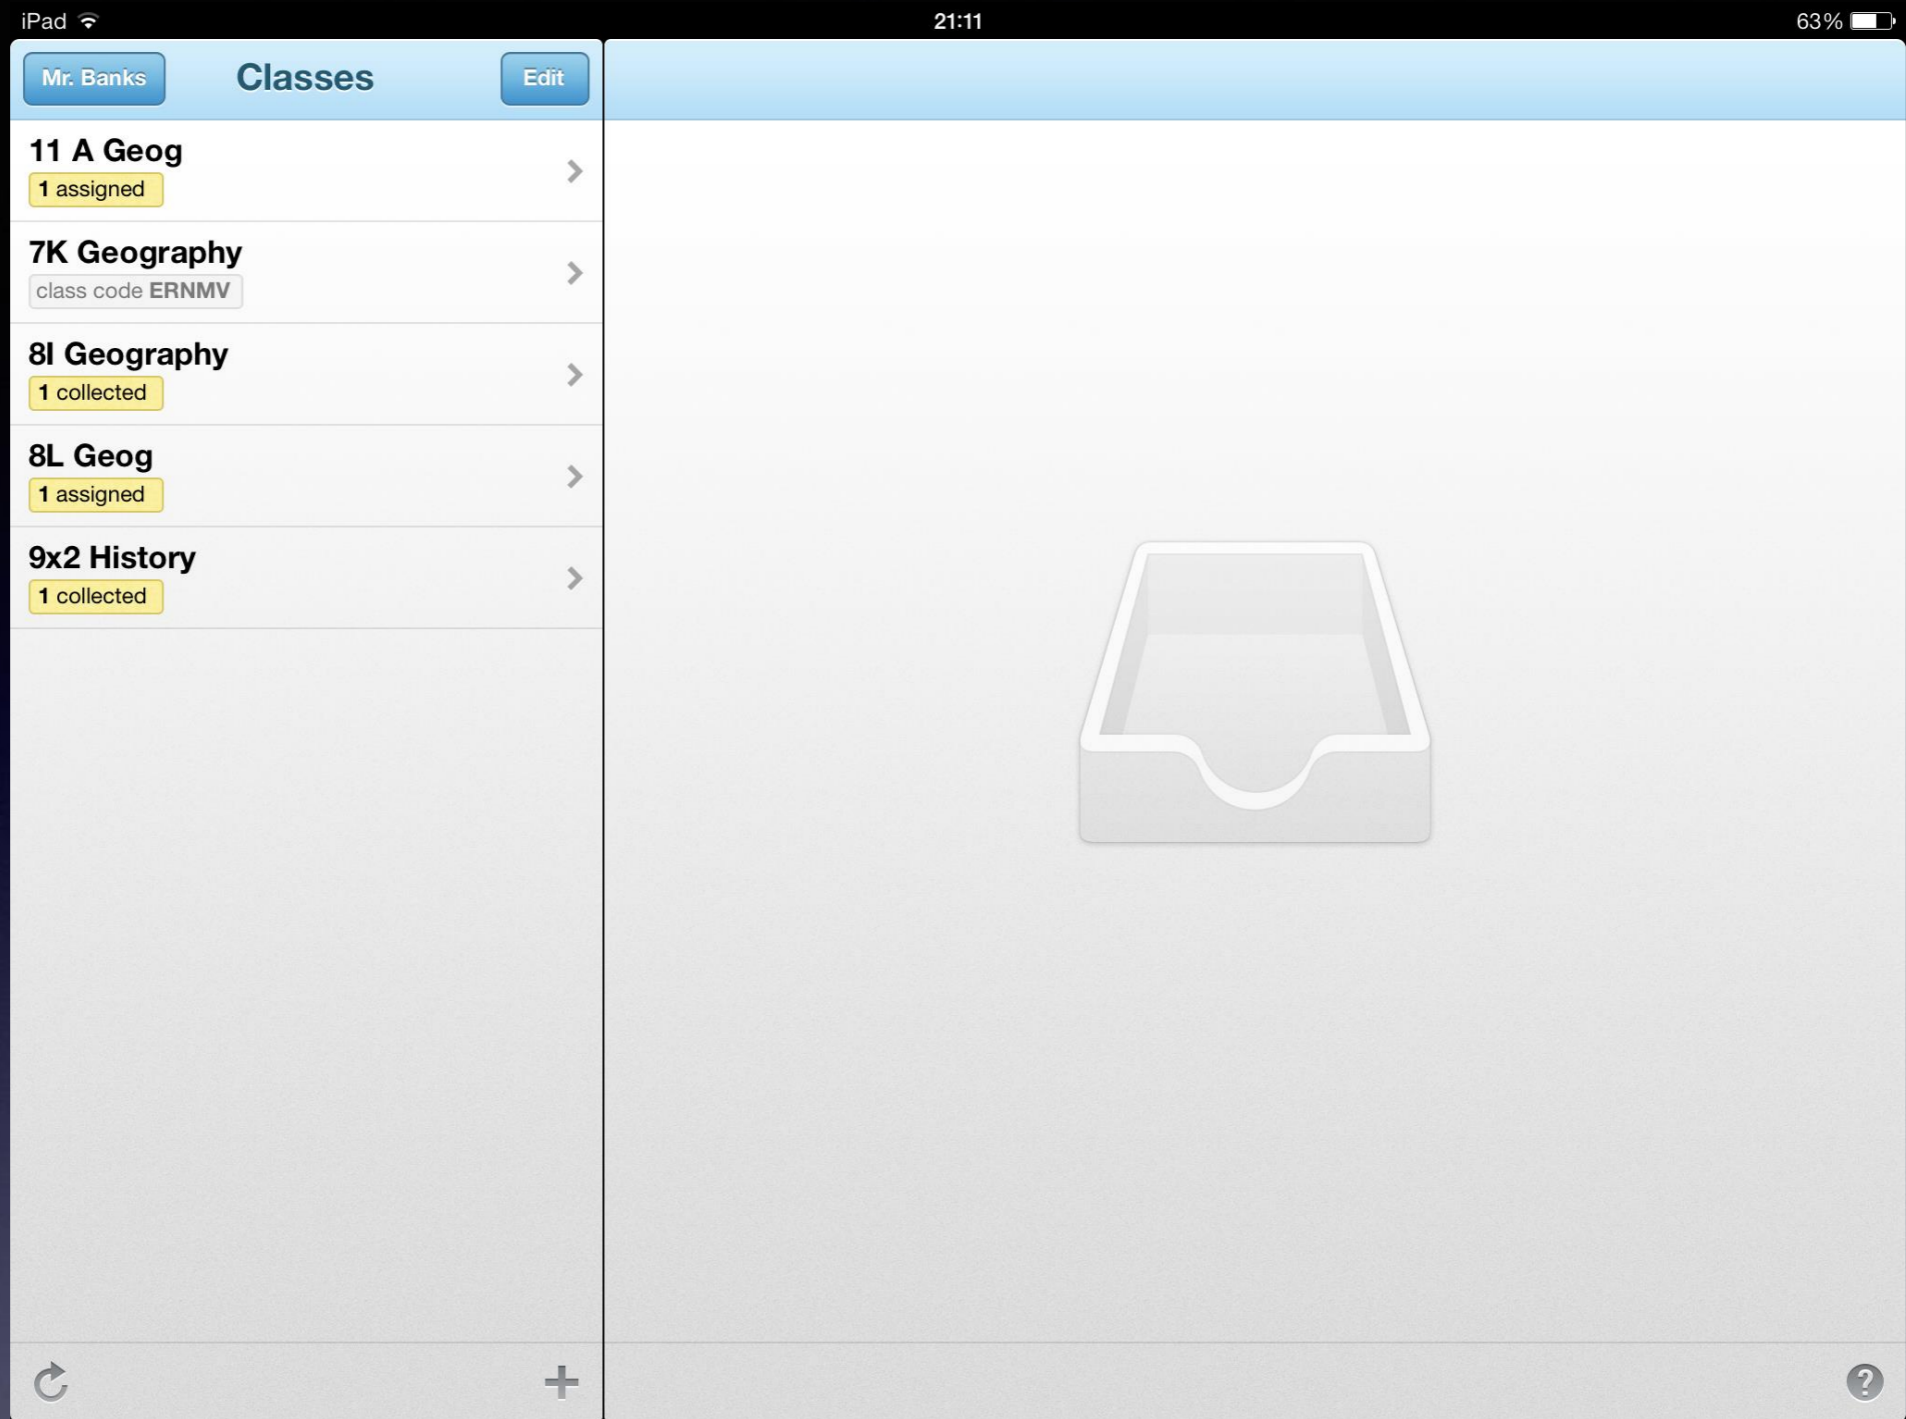 iPad 21:11 63%
Mr. Banks Classes Edit
11 A Geog
1 assigned
7K Geography
class code ERNMV
8I Geography
1 collected
8L Geog
1 assigned
9x2 History
1 collected
?